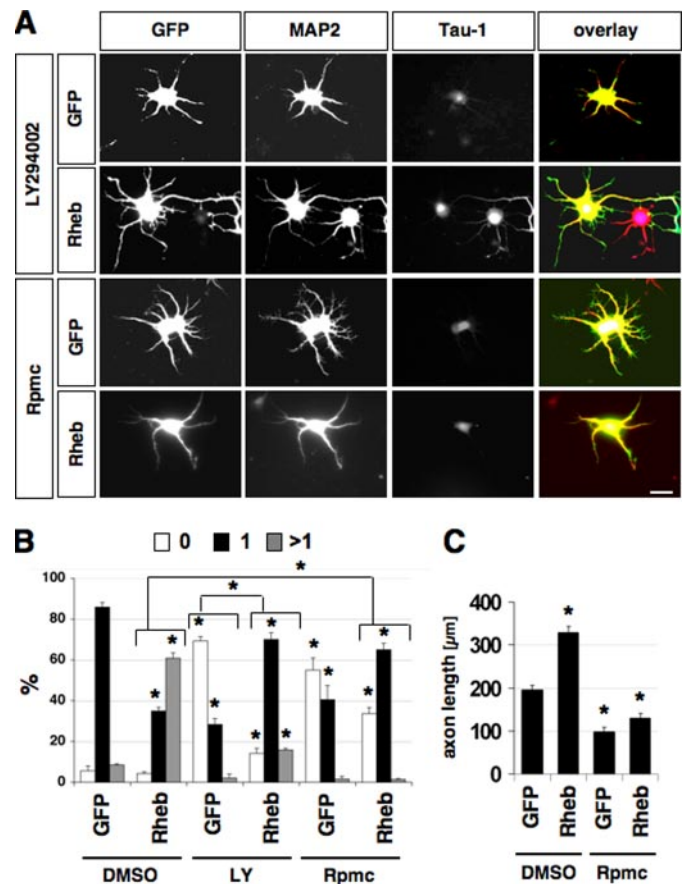 A
GFP MAP2 Tau-1 overlay
LY294002
GFP
Rheb
Rpmc
GFP
Rheb
B
0 1 >1
100
80
60
40
20
0
%
* * * * * * * * * * * *
GFP Rheb GFP Rheb GFP Rheb
DMSO LY Rpmc
C
400
300
200
100
0
axon length [µm]
* * *
GFP Rheb GFP Rheb
DMSO Rpmc